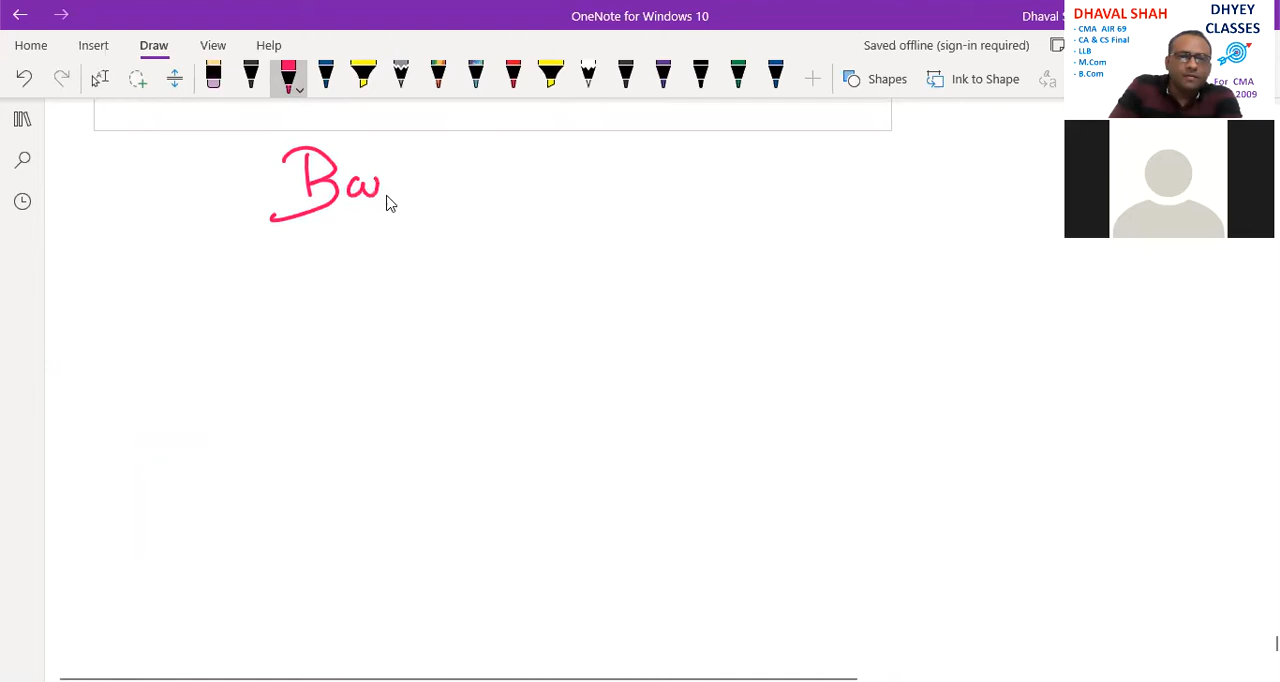 OneNote for Windows 10
Dhaval S
Home Insert Draw View Help
Saved offline (sign-in required)
Shapes Ink to Shape
DHAVAL SHAH
- CMA AIR 69
- CA & CS Final
- LLB
- M.Com
- B.Com
DHYEY
CLASSES
For CMA
2009
Ba